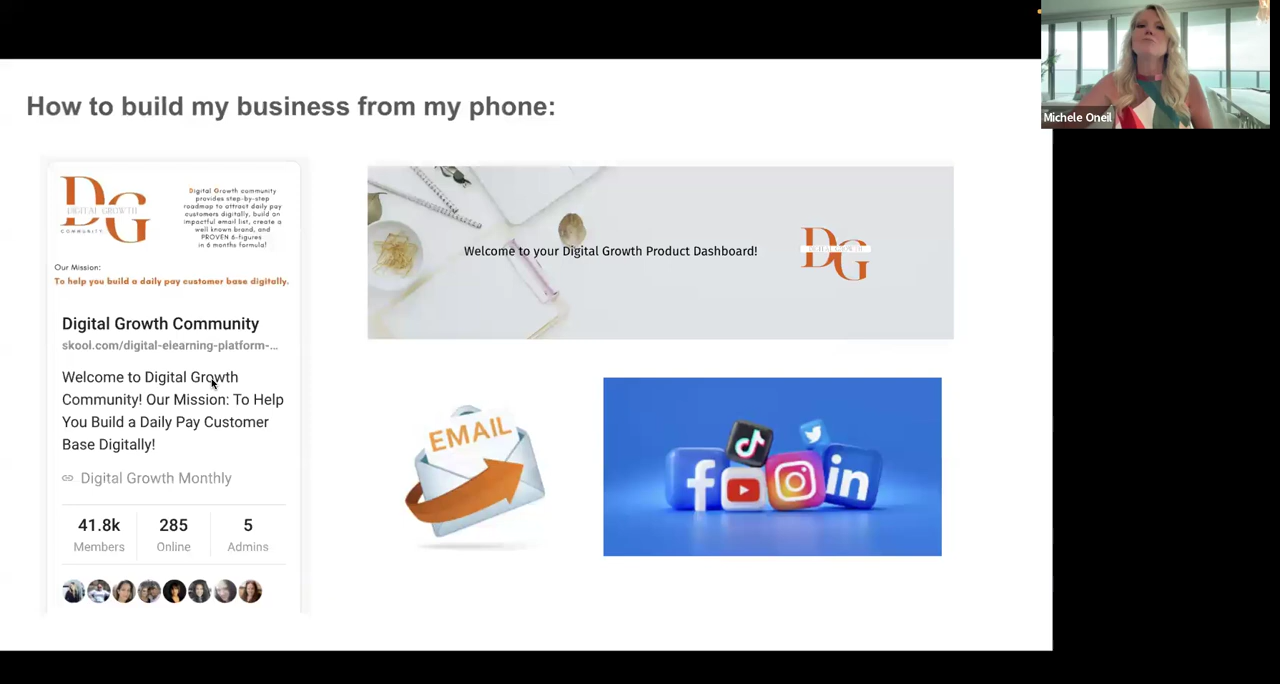 Michele Oneil
How to build my business from my phone:
DG
DIGITAL GROWTH
COMMUNITY
Digital Growth community
provides step-by-step
roadmap to attract daily pay
customers digitally, build an
impactful email list, create a
well known brand, and
PROVEN 6-figures
in 6 months formula!
Our Mission:
To help you build a daily pay customer base digitally.
Digital Growth Community
skool.com/digital-elearning-platform-...
Welcome to Digital Growth
Community! Our Mission: To Help
You Build a Daily Pay Customer
Base Digitally!
Digital Growth Monthly
41.8k 285 5
Members Online Admins
Welcome to your Digital Growth Product Dashboard!
DG
DIGITAL GROWTH
EMAIL
f
in